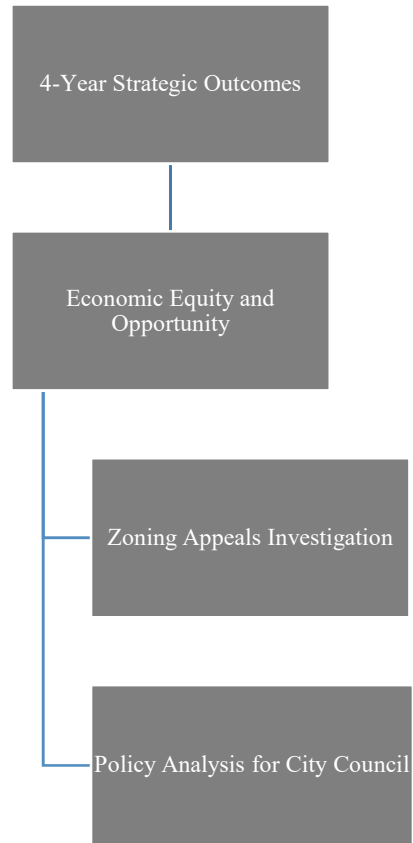 4-Year Strategic Outcomes
Economic Equity and
Opportunity
Zoning Appeals Investigation
Policy Analysis for City Council